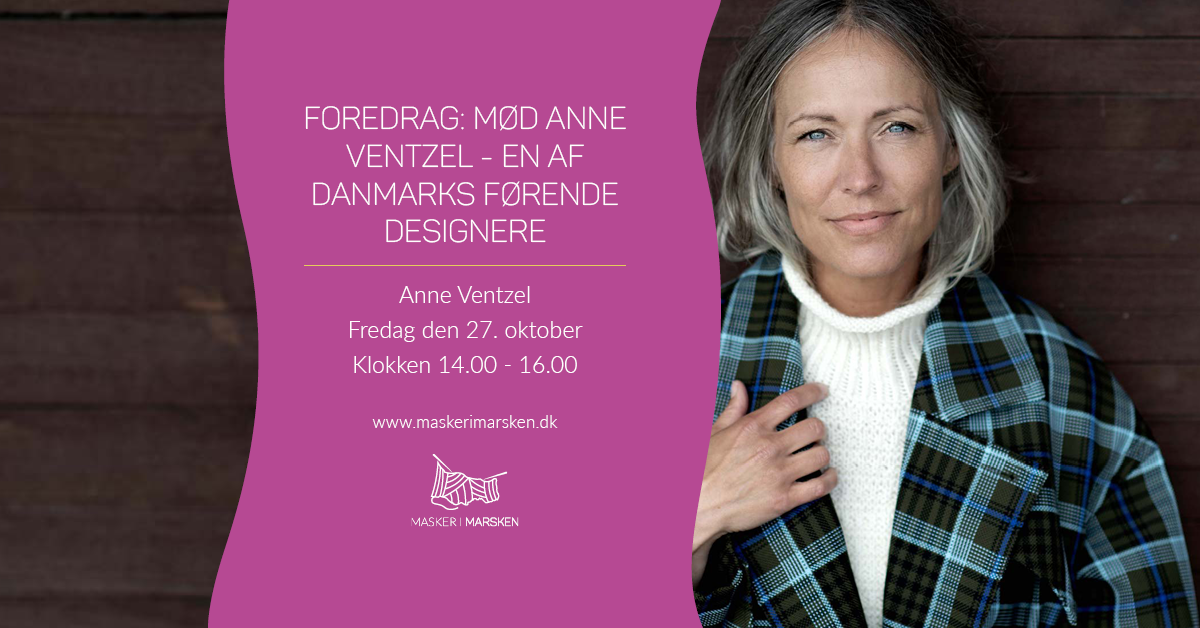 FOREDRAG: MØD ANNE
VENTZEL - EN AF
DANMARKS FØRENDE
DESIGNERE
Anne Ventzel
Fredag den 27. oktober
Klokken 14.00 - 16.00
www.maskerimarsken.dk
MASKER I MARSKEN